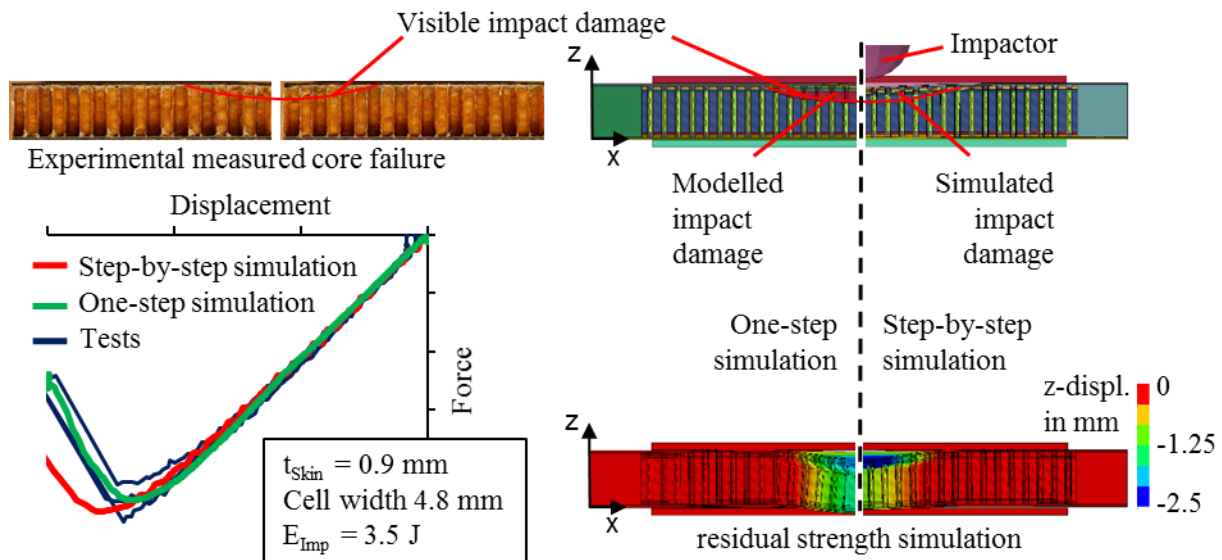 Visible impact damage
Experimental measured core failure
Displacement
Step-by-step simulation
One-step simulation
Tests
Force
t_Skin = 0.9 mm
Cell width 4.8 mm
E_Imp = 3.5 J
Impactor
z
x
Modelled
impact
damage
Simulated
impact
damage
One-step
simulation
Step-by-step
simulation
z-displ.
in mm
0
-1.25
-2.5
z
x
residual strength simulation